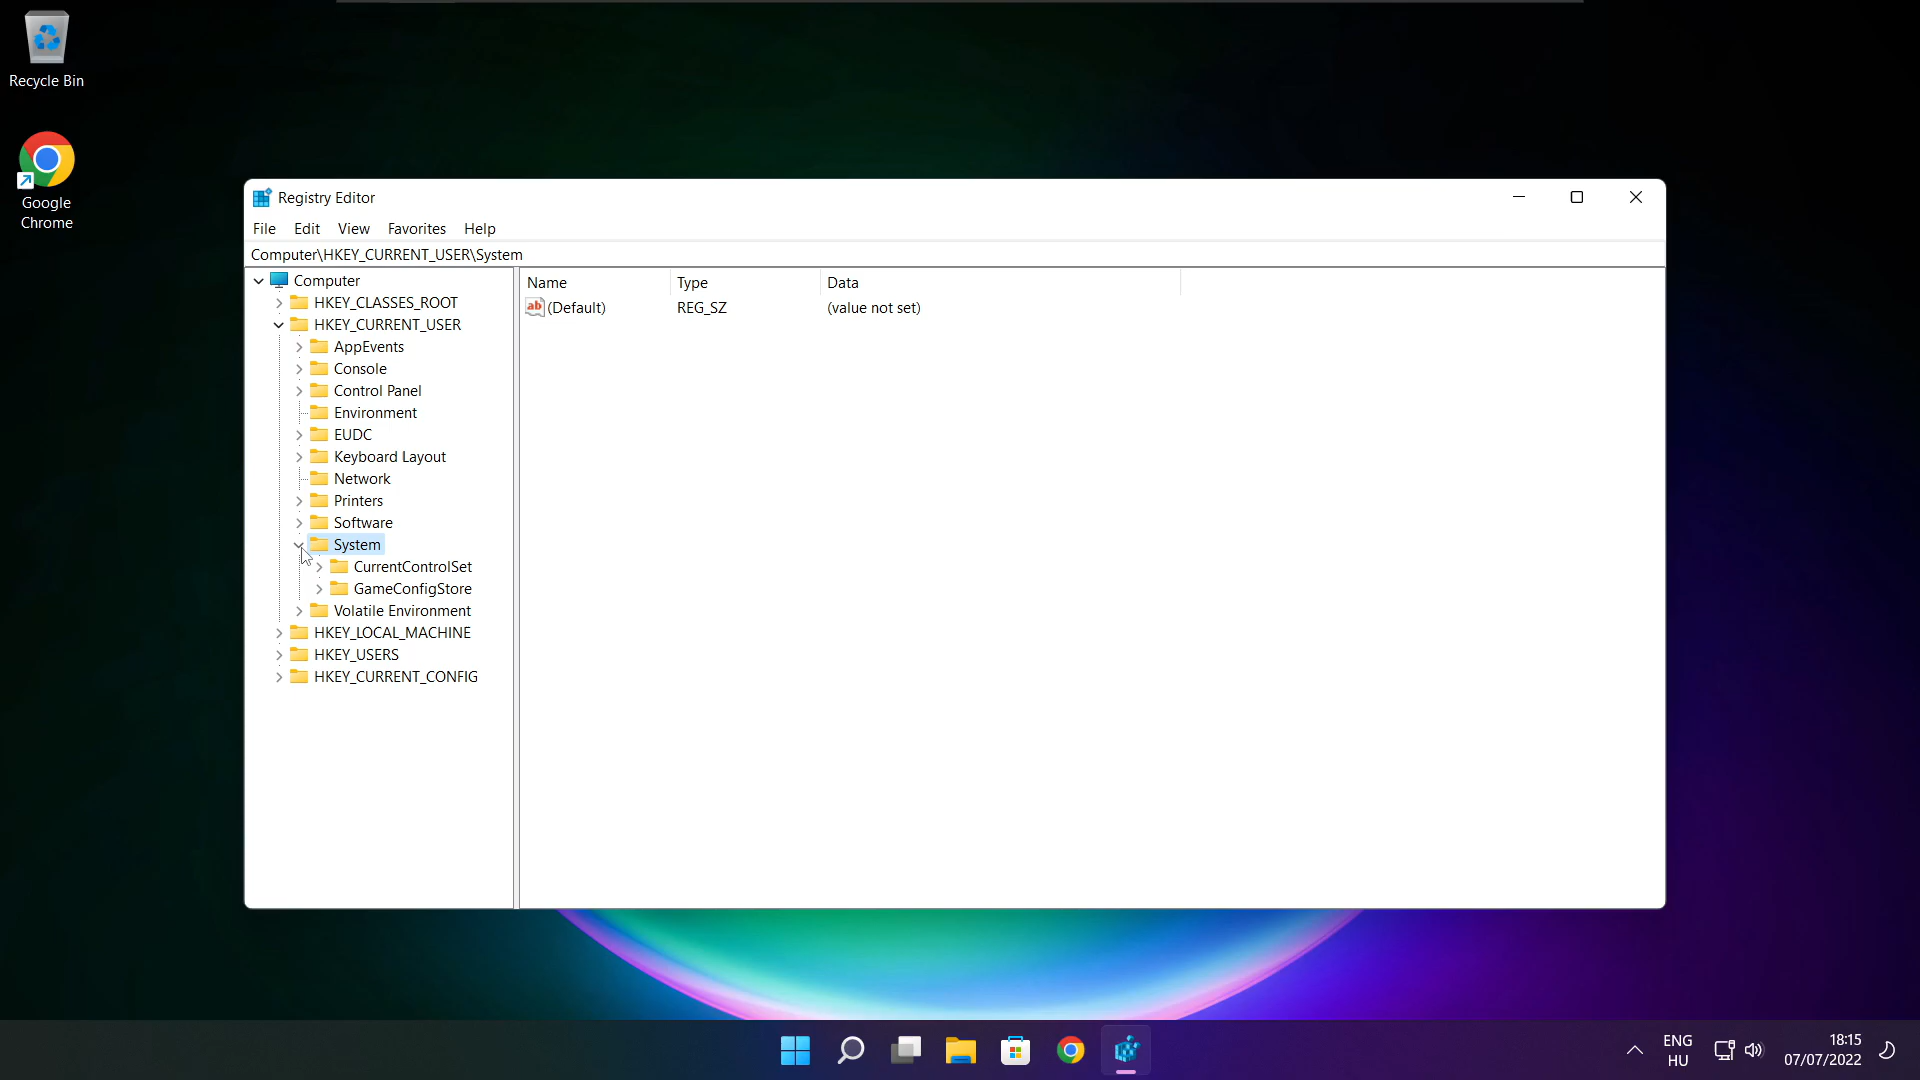 Recycle Bin
Google
Chrome
Registry Editor
File Edit View Favorites Help
Computer\HKEY_CURRENT_USER\System
Computer
HKEY_CLASSES_ROOT
HKEY_CURRENT_USER
AppEvents
Console
Control Panel
Environment
EUDC
Keyboard Layout
Network
Printers
Software
System
CurrentControlSet
GameConfigStore
Volatile Environment
HKEY_LOCAL_MACHINE
HKEY_USERS
HKEY_CURRENT_CONFIG
Name Type Data
ab (Default) REG_SZ (value not set)
ENG
HU
18:15
07/07/2022